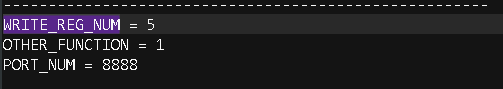 ------------------------------------------------------
WRITE_REG_NUM = 5
OTHER_FUNCTION = 1
PORT_NUM = 8888